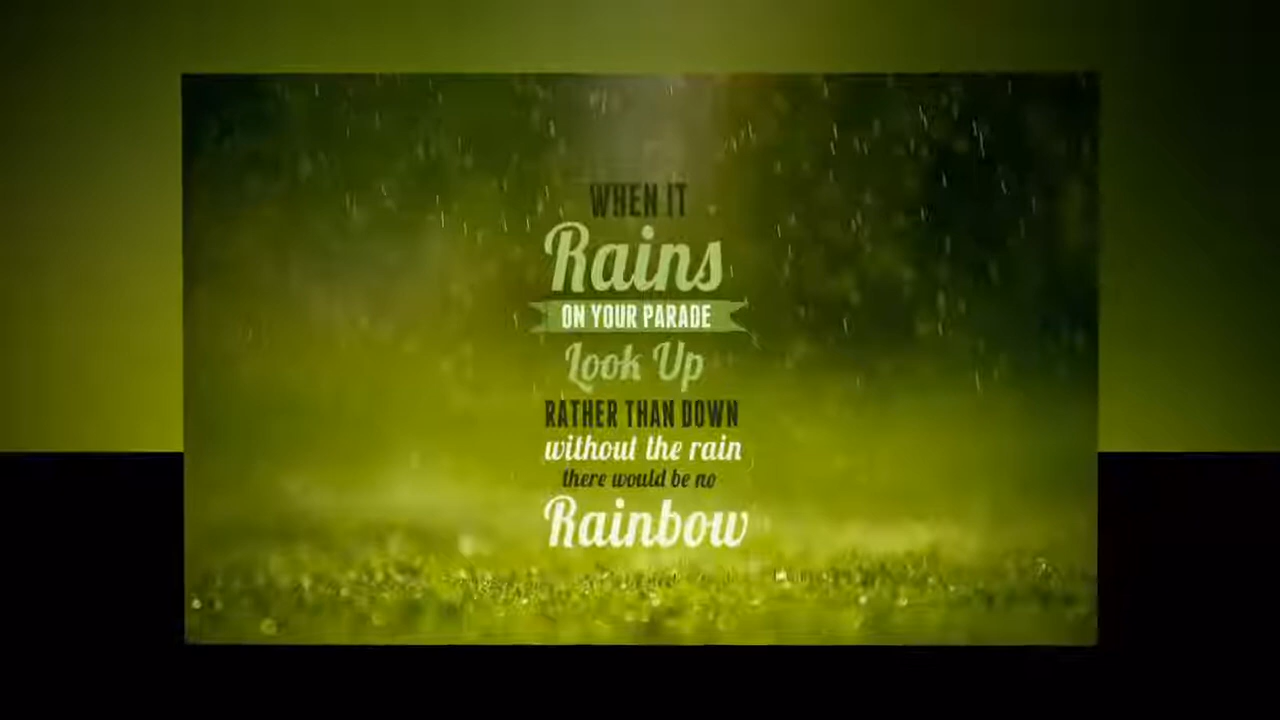 WHEN IT
Rains
ON YOUR PARADE
Look Up
RATHER THAN DOWN
without the rain
there would be no
Rainbow